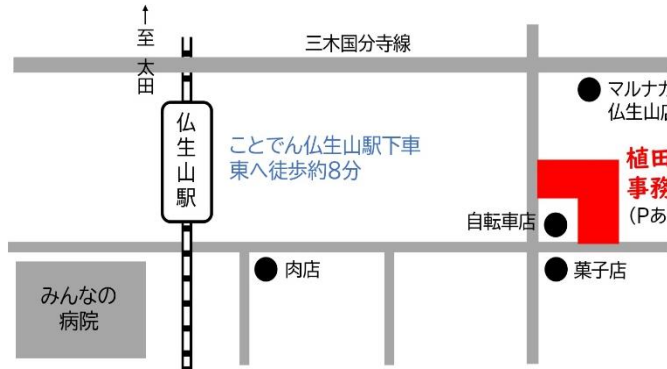 ↑至 太田
三木国分寺線
マルナカ
仏生山店
仏生山駅
ことでん仏生山駅下車
東へ徒歩約8分
植田
事務
(Pあ
自転車店
肉店
菓子店
みんなの
病院